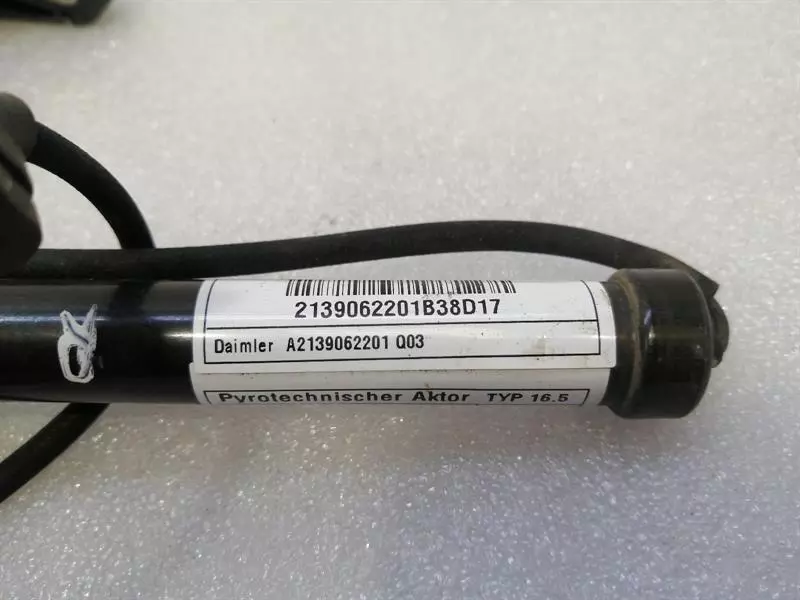 2139062201B38D17
Daimler A2139062201 Q03
Pyrotechnischer Aktor TYP 16.5